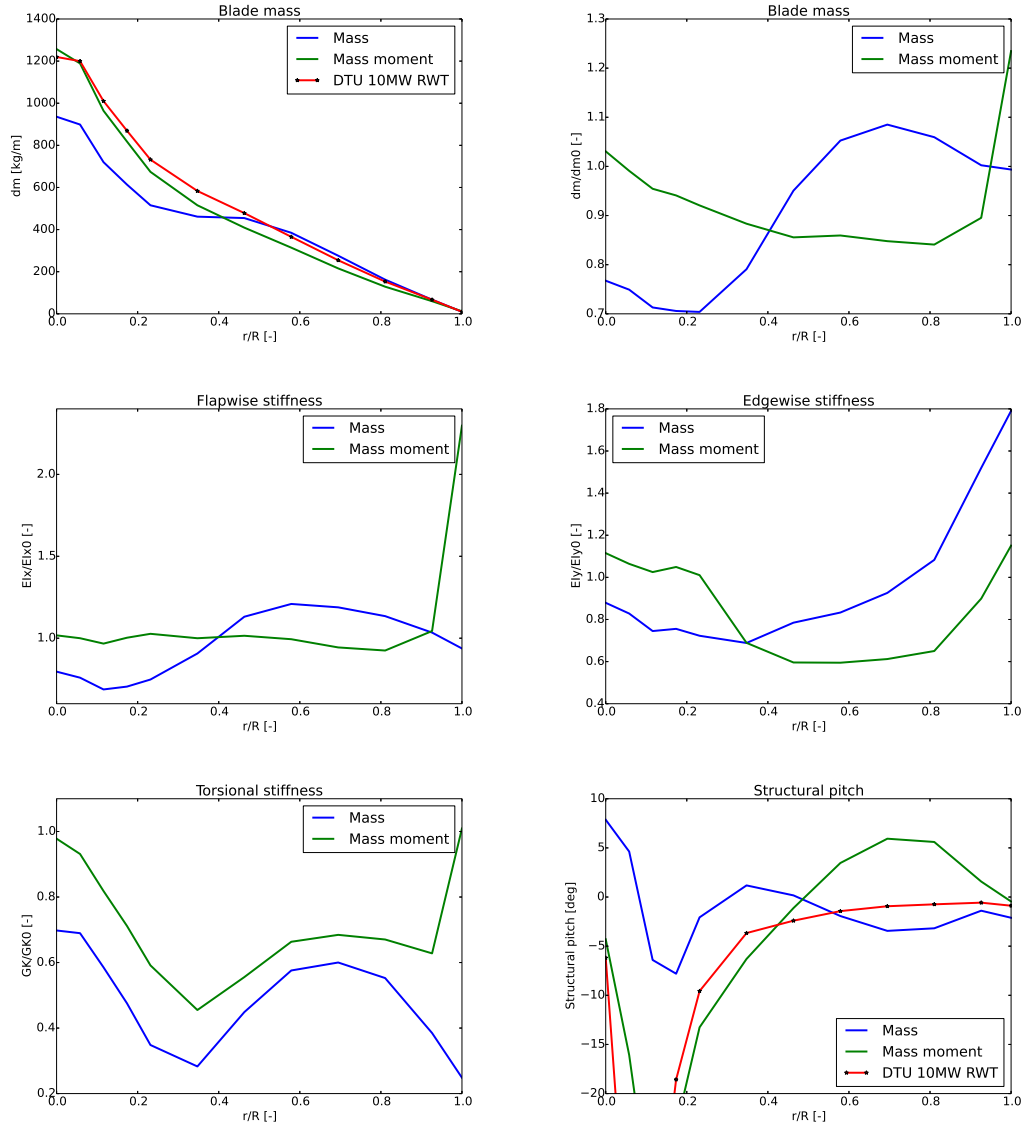 Blade mass
1400
1200
1000
800
600
400
200
0
dm [kg/m]
Mass
Mass moment
DTU 10MW RWT
0.0 0.2 0.4 0.6 0.8 1.0
r/R [-]
Blade mass
1.3
1.2
1.1
1.0
0.9
0.8
0.7
dm/dm0 [-]
Mass
Mass moment
0.0 0.2 0.4 0.6 0.8 1.0
r/R [-]
Flapwise stiffness
2.0
1.5
1.0
EIx/EIx0 [-]
Mass
Mass moment
0.0 0.2 0.4 0.6 0.8 1.0
r/R [-]
Edgewise stiffness
1.8
1.6
1.4
1.2
1.0
0.8
0.6
0.4
EIy/EIy0 [-]
Mass
Mass moment
0.0 0.2 0.4 0.6 0.8 1.0
r/R [-]
Torsional stiffness
1.0
0.8
0.6
0.4
0.2
GK/GK0 [-]
Mass
Mass moment
0.0 0.2 0.4 0.6 0.8 1.0
r/R [-]
Structural pitch
10
5
0
−5
−10
−15
−20
Structural pitch [deg]
Mass
Mass moment
DTU 10MW RWT
0.0 0.2 0.4 0.6 0.8 1.0
r/R [-]